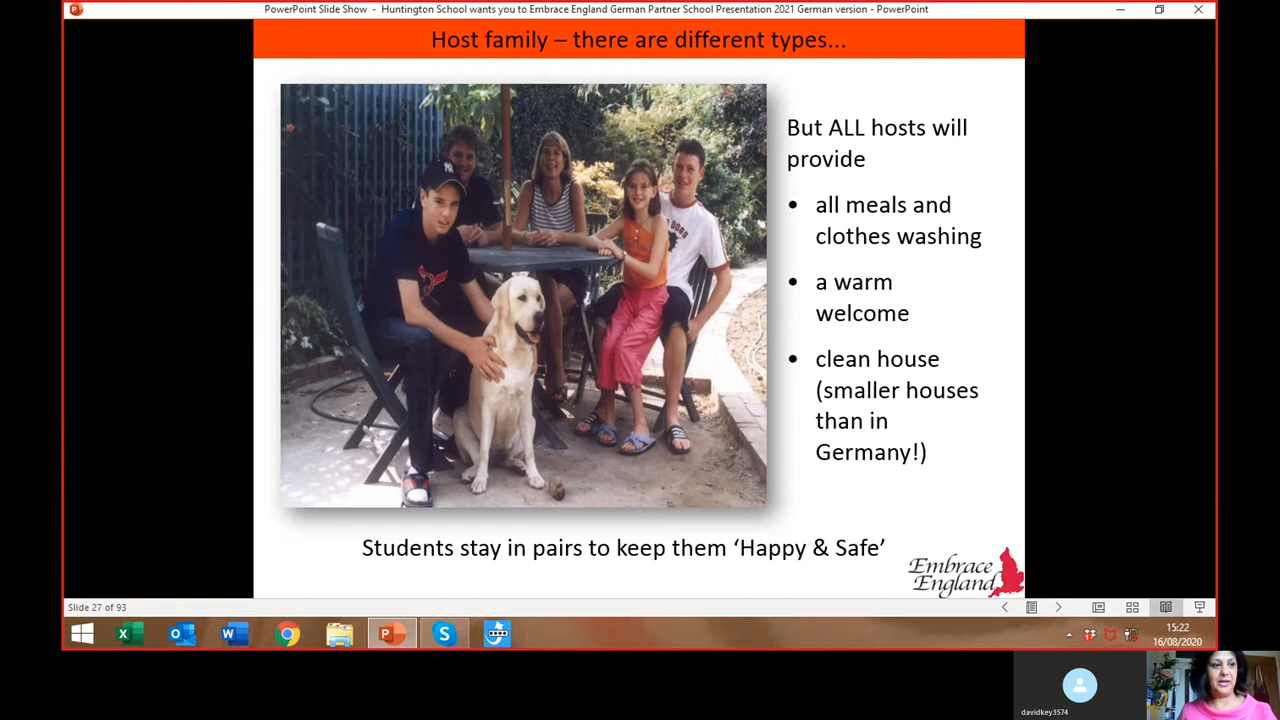 PowerPoint Slide Show - Huntington School wants you to Embrace England German Partner School Presentation 2021 German version - PowerPoint
Host family – there are different types...
But ALL hosts will
provide
• all meals and
clothes washing
• a warm
welcome
• clean house
(smaller houses
than in
Germany!)
Students stay in pairs to keep them ‘Happy & Safe’
Embrace
England
Slide 27 of 93
15:22
16/08/2020
davidkey3574